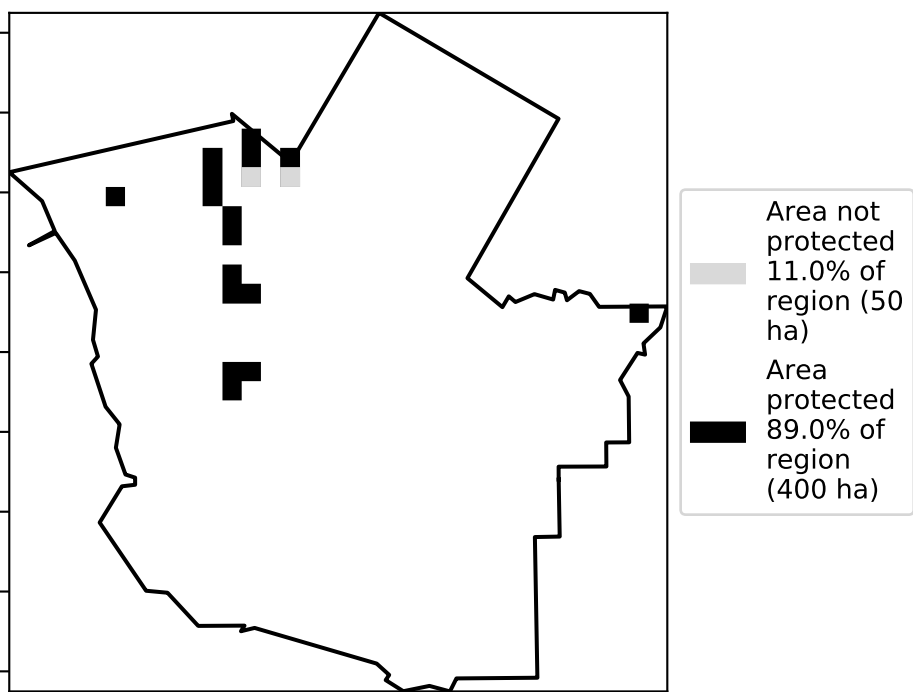 Area not
protected
11.0% of
region (50
ha)
Area
protected
89.0% of
region
(400 ha)